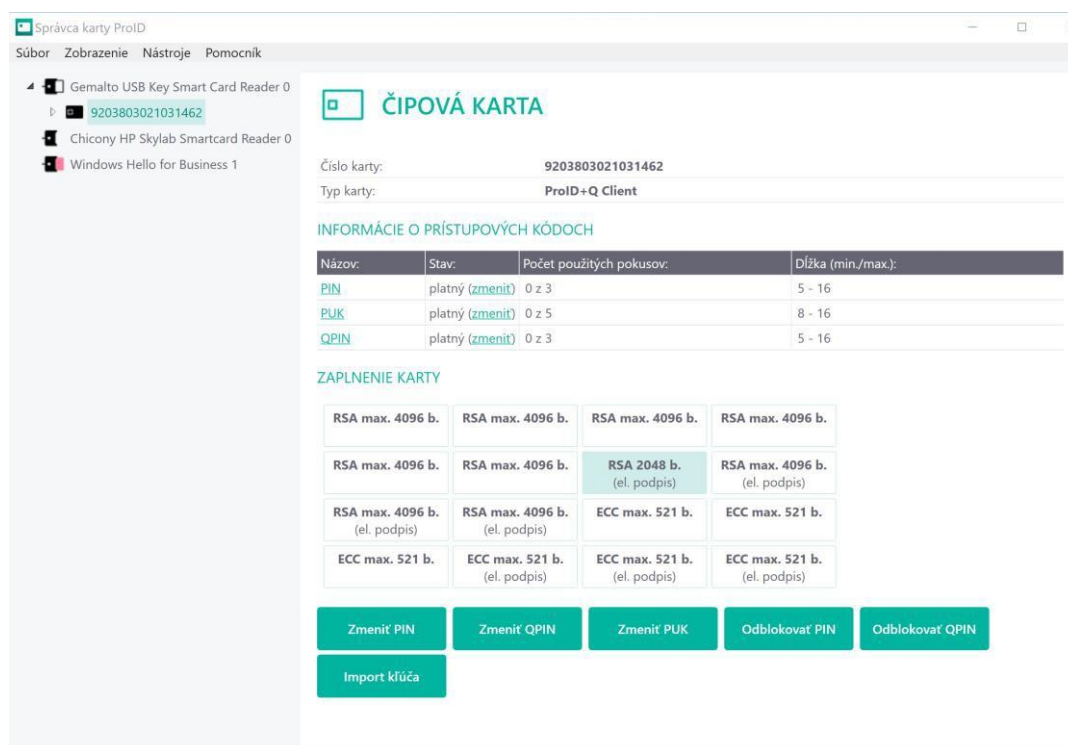 Správca karty ProID
Súbor Zobrazenie Nástroje Pomocník
Gemalto USB Key Smart Card Reader 0
9203803021031462
Chicony HP Skylab Smartcard Reader 0
Windows Hello for Business 1
ČIPOVÁ KARTA
Číslo karty: 9203803021031462
Typ karty: ProID+Q Client
INFORMÁCIE O PRÍSTUPOVÝCH KÓDOCH
Názov: Stav: Počet použitých pokusov: Dĺžka (min./max.):
PIN platný (zmeniť) 0 z 3 5 - 16
PUK platný (zmeniť) 0 z 5 8 - 16
QPIN platný (zmeniť) 0 z 3 5 - 16
ZAPLNENIE KARTY
RSA max. 4096 b. RSA max. 4096 b. RSA max. 4096 b. RSA max. 4096 b.
RSA max. 4096 b. RSA max. 4096 b. RSA 2048 b. RSA max. 4096 b.
(el. podpis) (el. podpis)
RSA max. 4096 b. RSA max. 4096 b. ECC max. 521 b. ECC max. 521 b.
(el. podpis) (el. podpis)
ECC max. 521 b. ECC max. 521 b. ECC max. 521 b. ECC max. 521 b.
(el. podpis) (el. podpis) (el. podpis)
Zmeniť PIN Zmeniť QPIN Zmeniť PUK Odblokovať PIN Odblokovať QPIN
Import kľúča